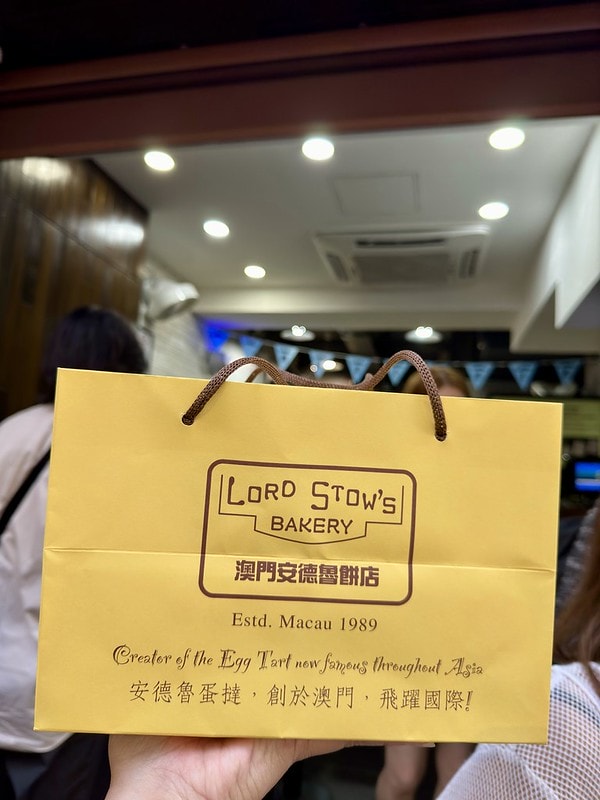 LORD STOW'S
BAKERY
澳門安德魯餅店
Estd. Macau 1989
Creator of the Egg Tart now famous throughout Asia
安德魯蛋撻，創於澳門，飛躍國際!